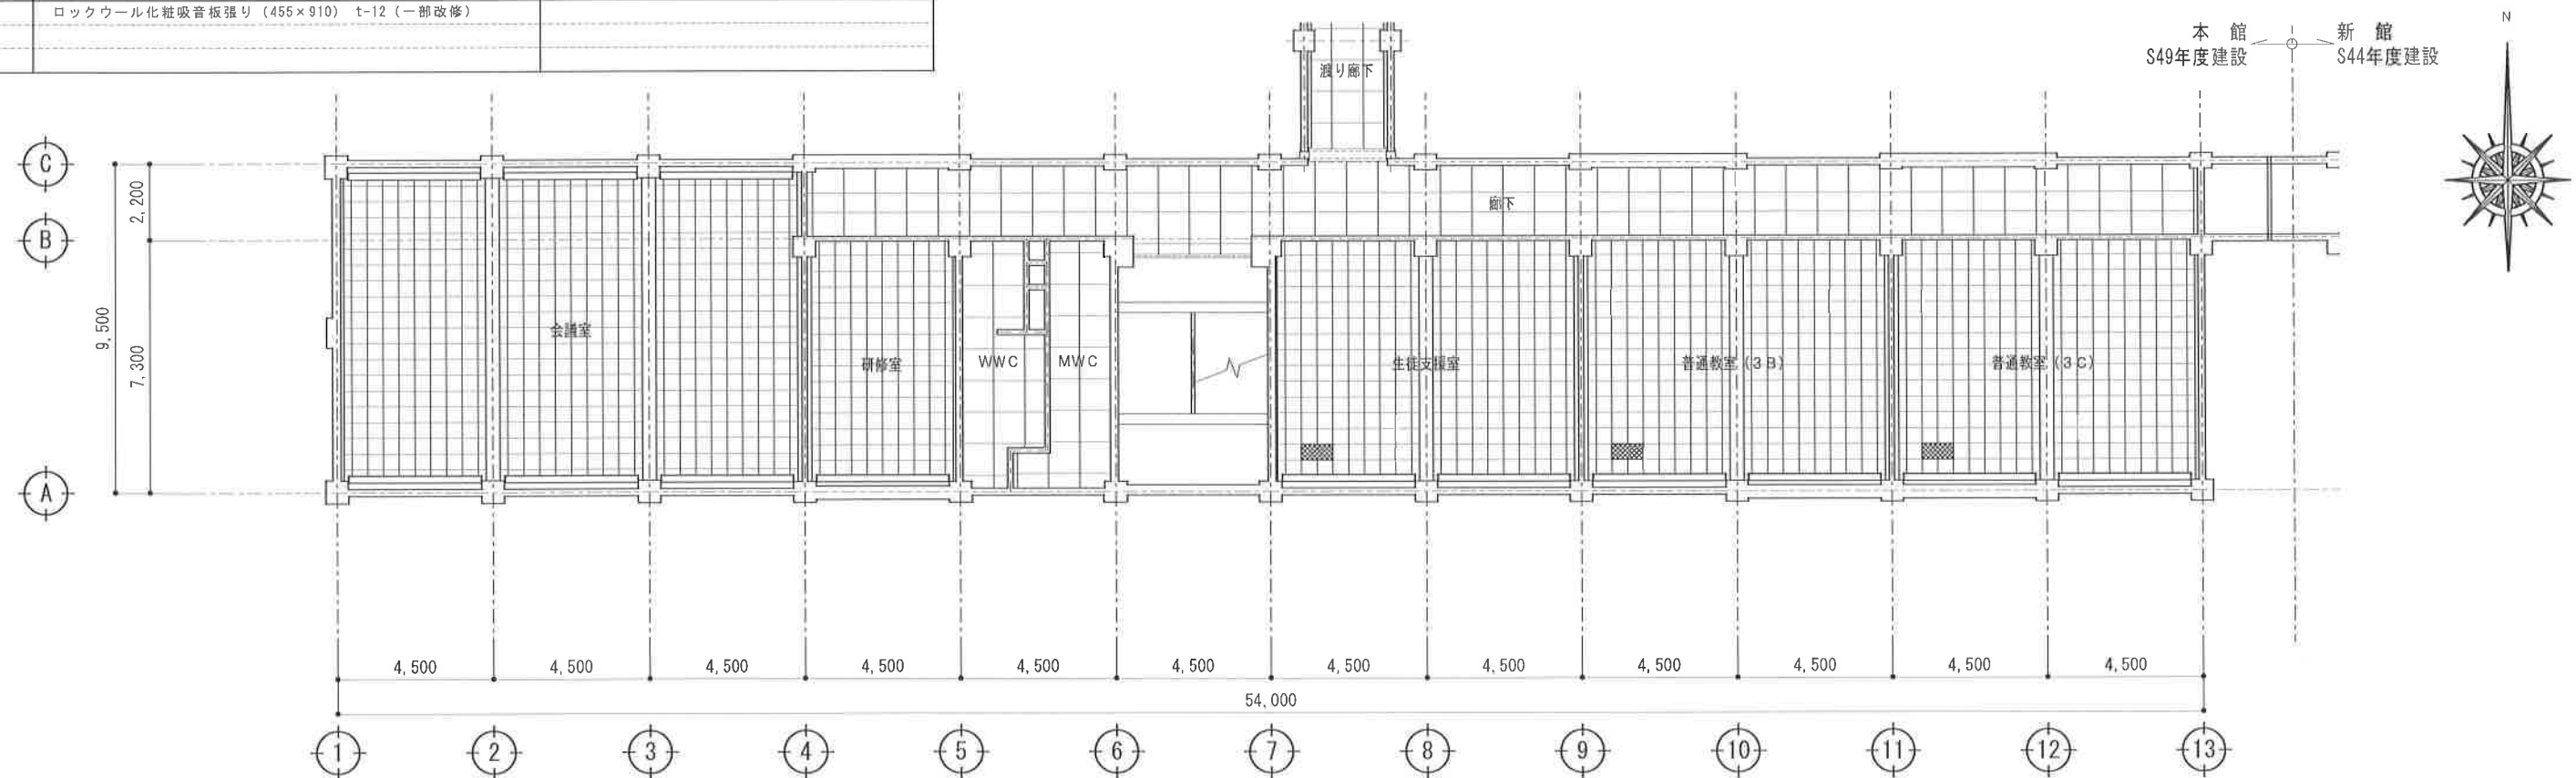 ロックウール化粧吸音板張り (455×910) t-12 (一部改修)
本 館
S49年度建設
新 館
S44年度建設
N
渡り廊下
C
B
A
2,200
9,500
7,300
廊下
会議室
研修室
WWC
MWC
生徒支援室
普通教室 (3B)
普通教室 (3C)
4,500 4,500 4,500 4,500 4,500 4,500 4,500 4,500 4,500 4,500 4,500 4,500
54,000
1 2 3 4 5 6 7 8 9 10 11 12 13